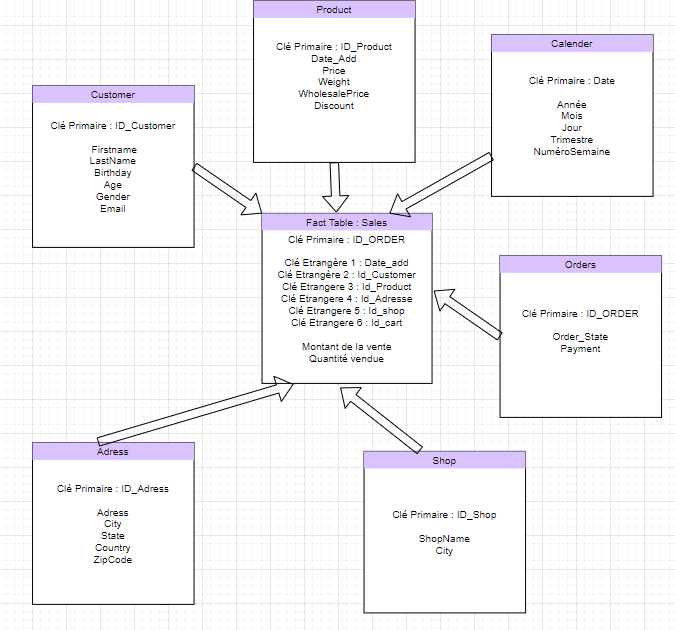 Product
Clé Primaire : ID_Product
Date_Add
Price
Weight
WholesalePrice
Discount
Calender
Clé Primaire : Date
Année
Mois
Jour
Trimestre
NuméroSemaine
Customer
Clé Primaire : ID_Customer
Firstname
LastName
Birthday
Age
Gender
Email
Fact Table : Sales
Clé Primaire : ID_ORDER
Clé Etrangère 1 : Date_add
Clé Etrangère 2 : Id_Customer
Clé Etrangere 3 : Id_Product
Clé Etrangere 4 : Id_Adresse
Clé Etrangere 5 : Id_shop
Clé Etrangere 6 : Id_cart
Montant de la vente
Quantité vendue
Orders
Clé Primaire : ID_ORDER
Order_State
Payment
Adress
Clé Primaire : ID_Adress
Adress
City
State
Country
ZipCode
Shop
Clé Primaire : ID_Shop
ShopName
City